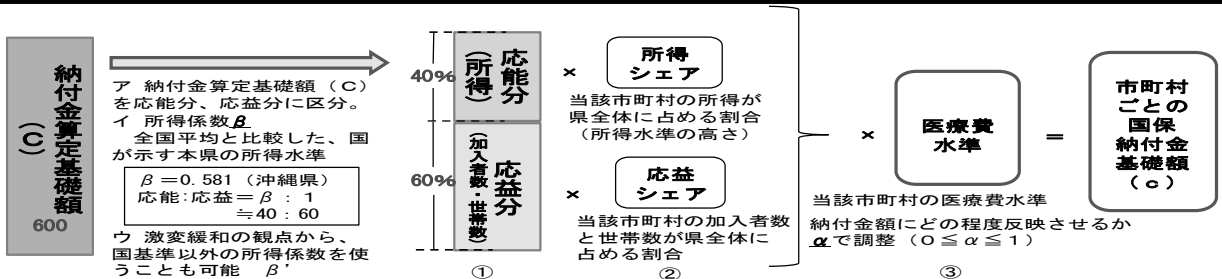 納付金算定基礎額
（C）
600
ア 納付金算定基礎額（C）
を応能分、応益分に区分。
イ 所得係数β
全国平均と比較した、国
が示す本県の所得水準
β＝0.581（沖縄県）
応能：応益＝β：1
≒40：60
ウ 激変緩和の観点から、
国基準以外の所得係数を使
うことも可能 β’
40%
応能分
（所得）
60%
応益分
（加入者数・世帯数）
①
×
所得
シェア
当該市町村の所得が
県全体に占める割合
（所得水準の高さ）
×
応益
シェア
当該市町村の加入者数
と世帯数が県全体に
占める割合
②
×
医療費
水準
当該市町村の医療費水準
納付金額にどの程度反映させるか
αで調整（0≦α≦1）
③
＝
市町村
ごとの
国保
納付金
基礎額
（c）